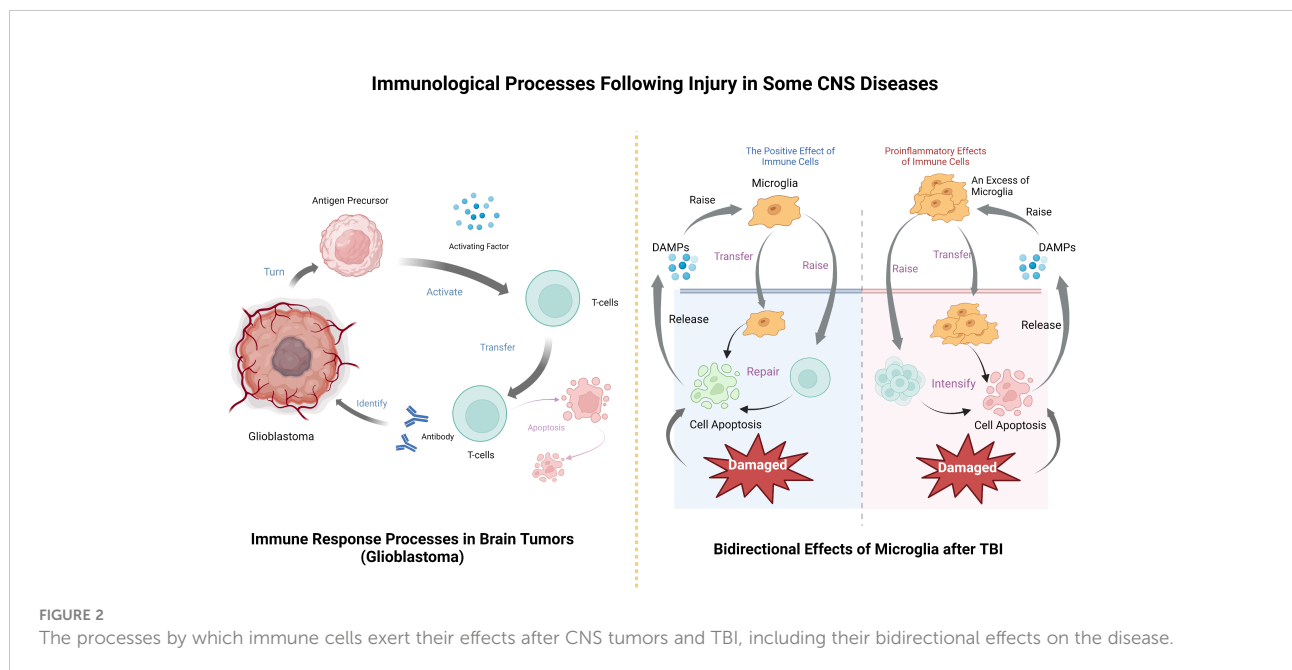 Immunological Processes Following Injury in Some CNS Diseases
Antigen Precursor
Activating Factor
Turn
Activate
T-cells
Transfer
Identify
Antibody
Apoptosis
Glioblastoma
T-cells
Immune Response Processes in Brain Tumors
(Glioblastoma)
The Positive Effect of
Immune Cells
Microglia
Raise
DAMPs
Transfer
Raise
Release
Repair
Cell Apoptosis
Damaged
Proinflammatory Effects
of Immune Cells
An Excess of
Microglia
Raise
DAMPs
Raise
Transfer
Release
Intensify
Cell Apoptosis
Damaged
Bidirectional Effects of Microglia after TBI
FIGURE 2
The processes by which immune cells exert their effects after CNS tumors and TBI, including their bidirectional effects on the disease.